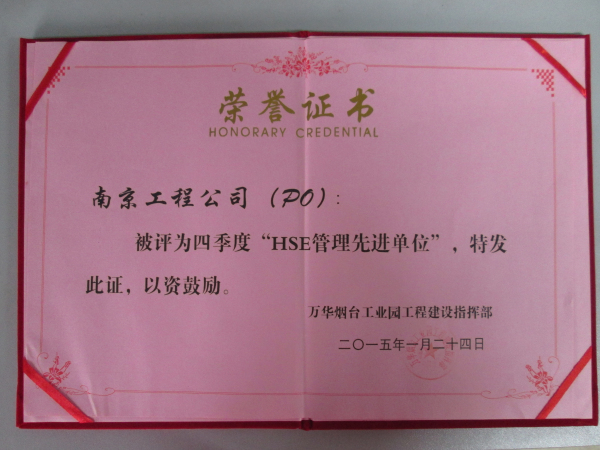 荣誉证书
HONORARY CREDENTIAL
南京工程公司（PO）：
被评为四季度“HSE管理先进单位”，特发
此证，以资鼓励。
万华烟台工业园工程建设指挥部
二〇一五年一月二十四日